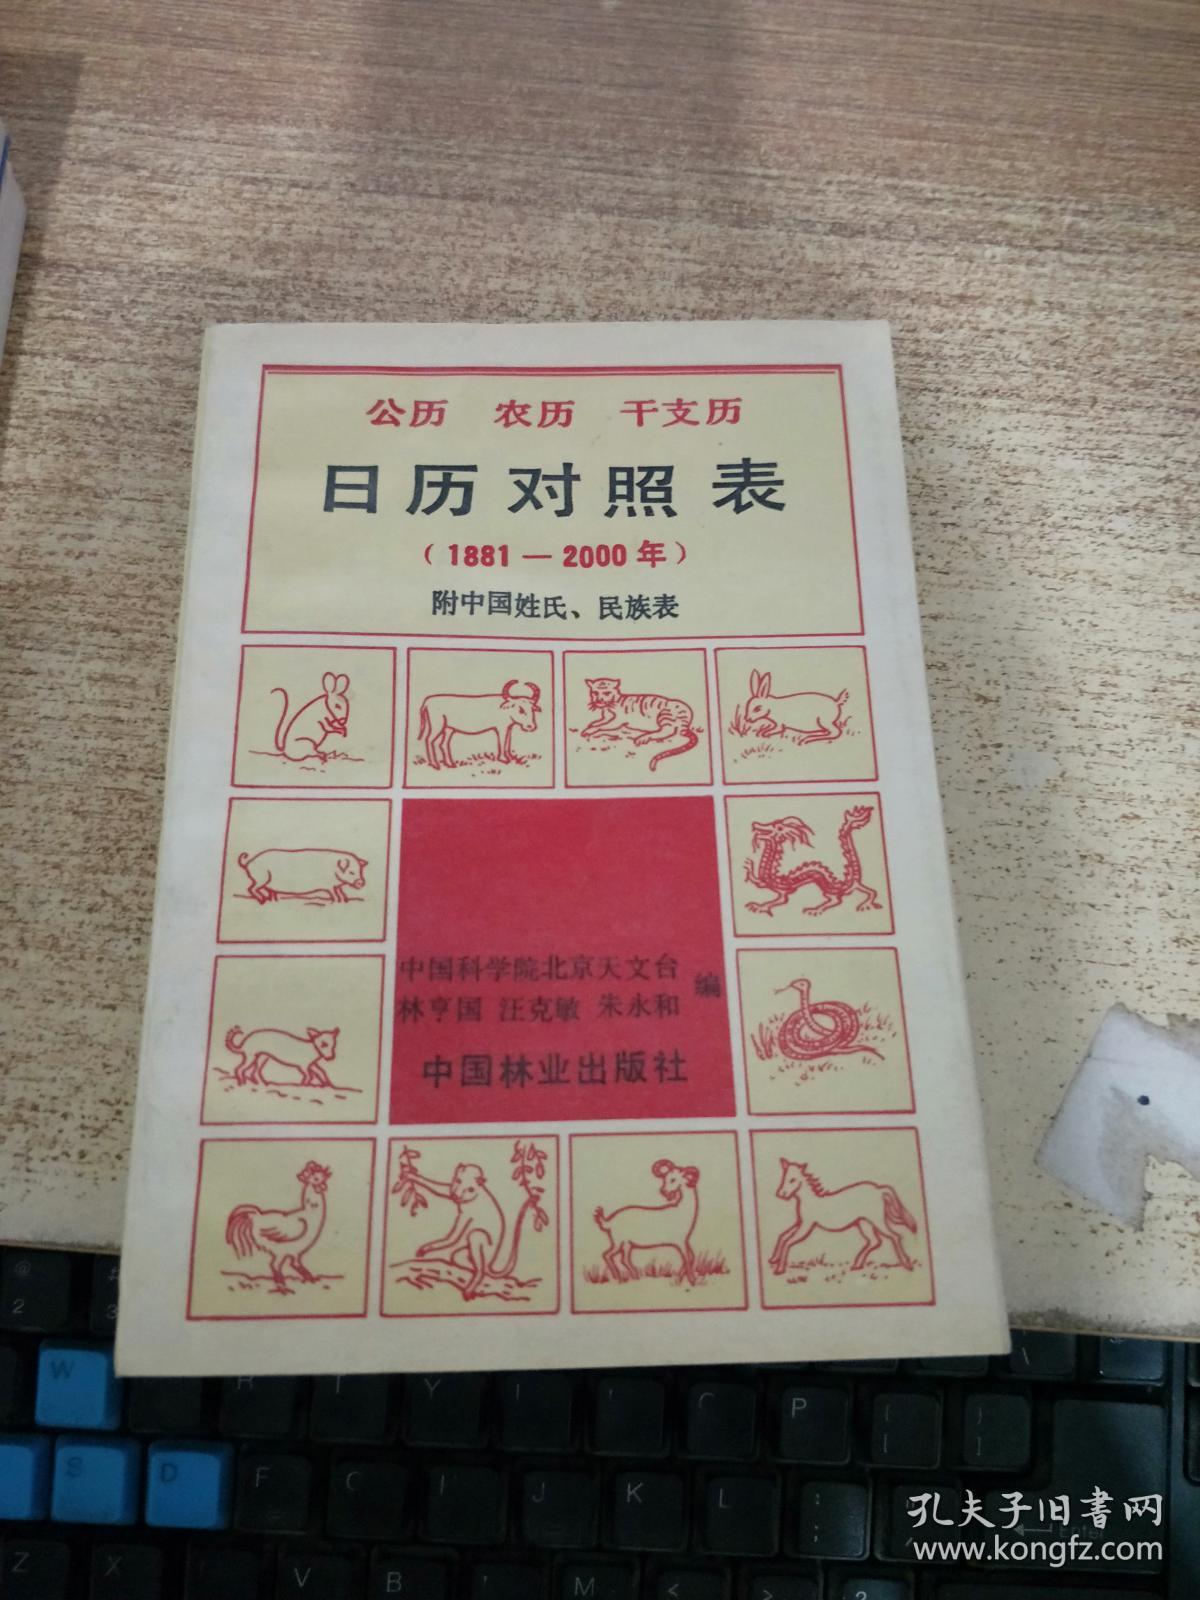 公历 农历 干支历
日历对照表
（1881—2000年）
附中国姓氏、民族表
中国科学院北京天文台
林亨国 汪克敏 朱永和 编
中国林业出版社
@
2
#
3
W
R
T
Y
I
P
{
[
}
]
\
S
D
F
J
K
L
:
;
Enter
Z
X
V
B
M
<
>
?
孔夫子旧书网
www.kongfz.com